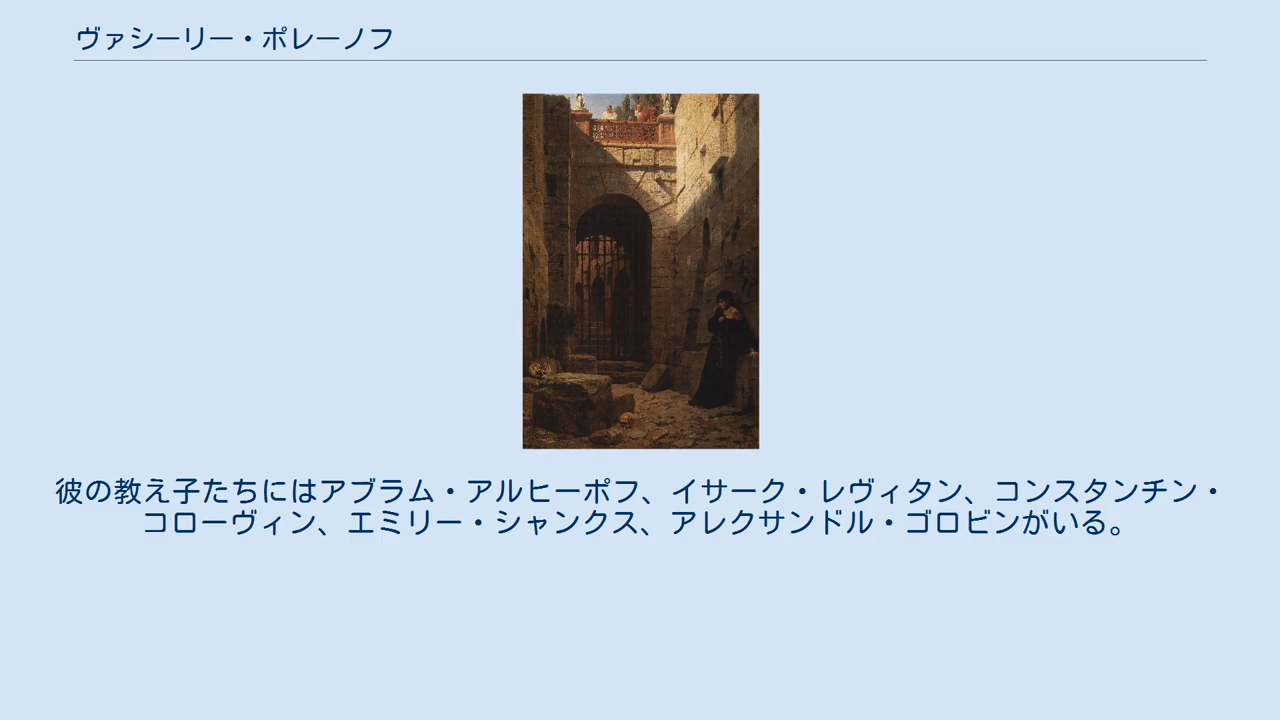 ヴァシーリー・ポレーノフ
彼の教え子たちにはアブラム・アルヒーポフ、イサーク・レヴィタン、コンスタンチン・
コローヴィン、エミリー・シャンクス、アレクサンドル・ゴロビンがいる。